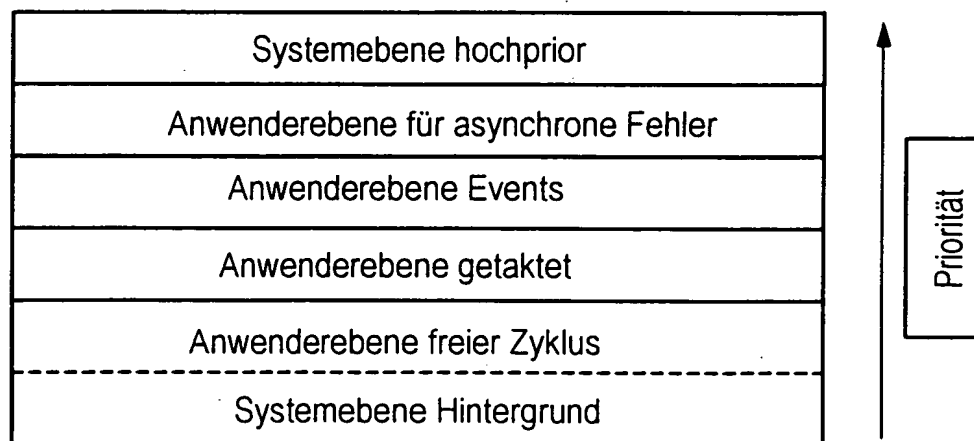 Systemebene hochprior
Anwenderebene für asynchrone Fehler
Anwenderebene Events
Anwenderebene getaktet
Anwenderebene freier Zyklus
Systemebene Hintergrund
Priorität